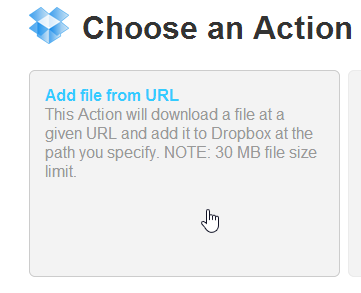 Choose an Action
Add file from URL
This Action will download a file at a
given URL and add it to Dropbox at the
path you specify. NOTE: 30 MB file size
limit.